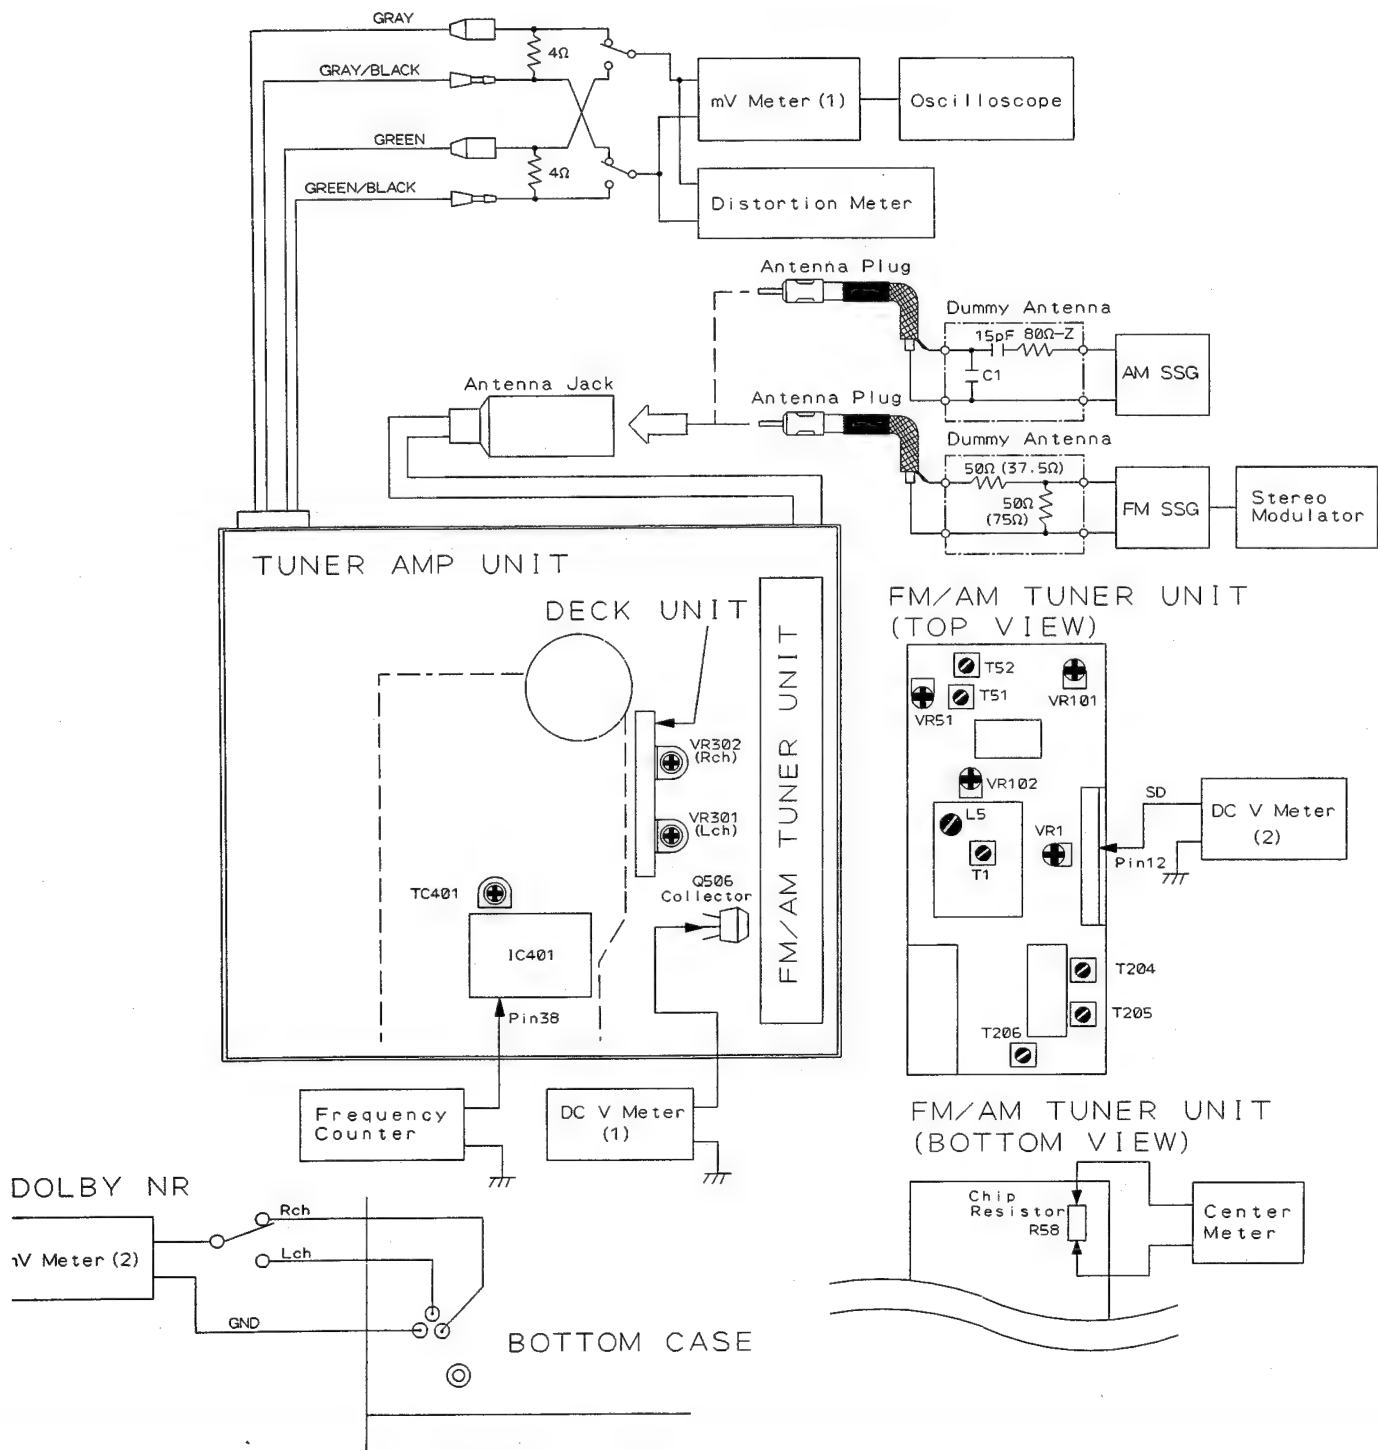 GRAY
4Ω
GRAY/BLACK
mV Meter (1)
Oscilloscope
GREEN
4Ω
GREEN/BLACK
Distortion Meter
Antenna Plug
Dummy Antenna
15pF 80Ω-Z
C1
AM SSG
Antenna Jack
Antenna Plug
Dummy Antenna
50Ω (37.5Ω)
50Ω
(75Ω)
FM SSG
Stereo
Modulator
TUNER AMP UNIT
DECK UNIT
FM/AM TUNER UNIT
VR302
(Rch)
VR301
(Lch)
Q506
Collector
TC401
IC401
Pin38
Frequency
Counter
DC V Meter
(1)
FM/AM TUNER UNIT
(TOP VIEW)
T52
T51
VR51
VR101
VR102
L5
T1
VR1
SD
Pin12
DC V Meter
(2)
T204
T205
T206
FM/AM TUNER UNIT
(BOTTOM VIEW)
Chip
Resistor
R58
Center
Meter
DOLBY NR
Rch
Lch
V Meter (2)
GND
BOTTOM CASE